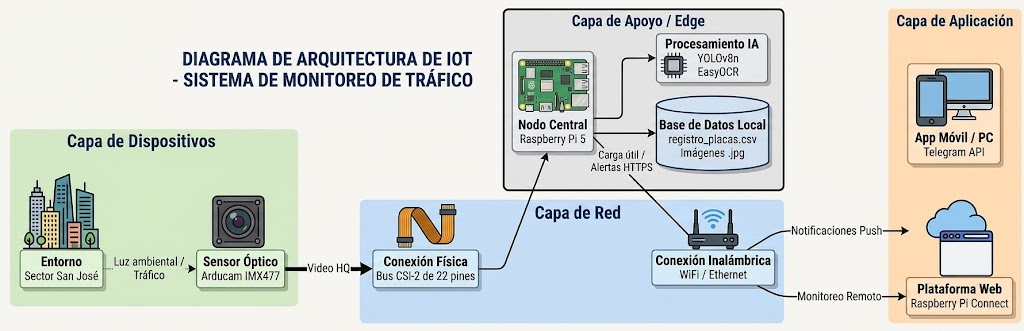 DIAGRAMA DE ARQUITECTURA DE IOT
- SISTEMA DE MONITOREO DE TRÁFICO
Capa de Dispositivos
Entorno
Sector San José
Luz ambiental /
Tráfico
Sensor Óptico
Arducam IMX477
Video HQ
Capa de Red
Conexión Física
Bus CSI-2 de 22 pines
Conexión Inalámbrica
WiFi / Ethernet
Capa de Apoyo / Edge
Nodo Central
Raspberry Pi 5
Procesamiento IA
YOLOv8n
EasyOCR
Base de Datos Local
registro_placas.csv
Imágenes .jpg
Carga útil /
Alertas HTTPS
Notificaciones Push
Monitoreo Remoto
Capa de Aplicación
App Móvil / PC
Telegram API
Plataforma Web
Raspberry Pi Connect